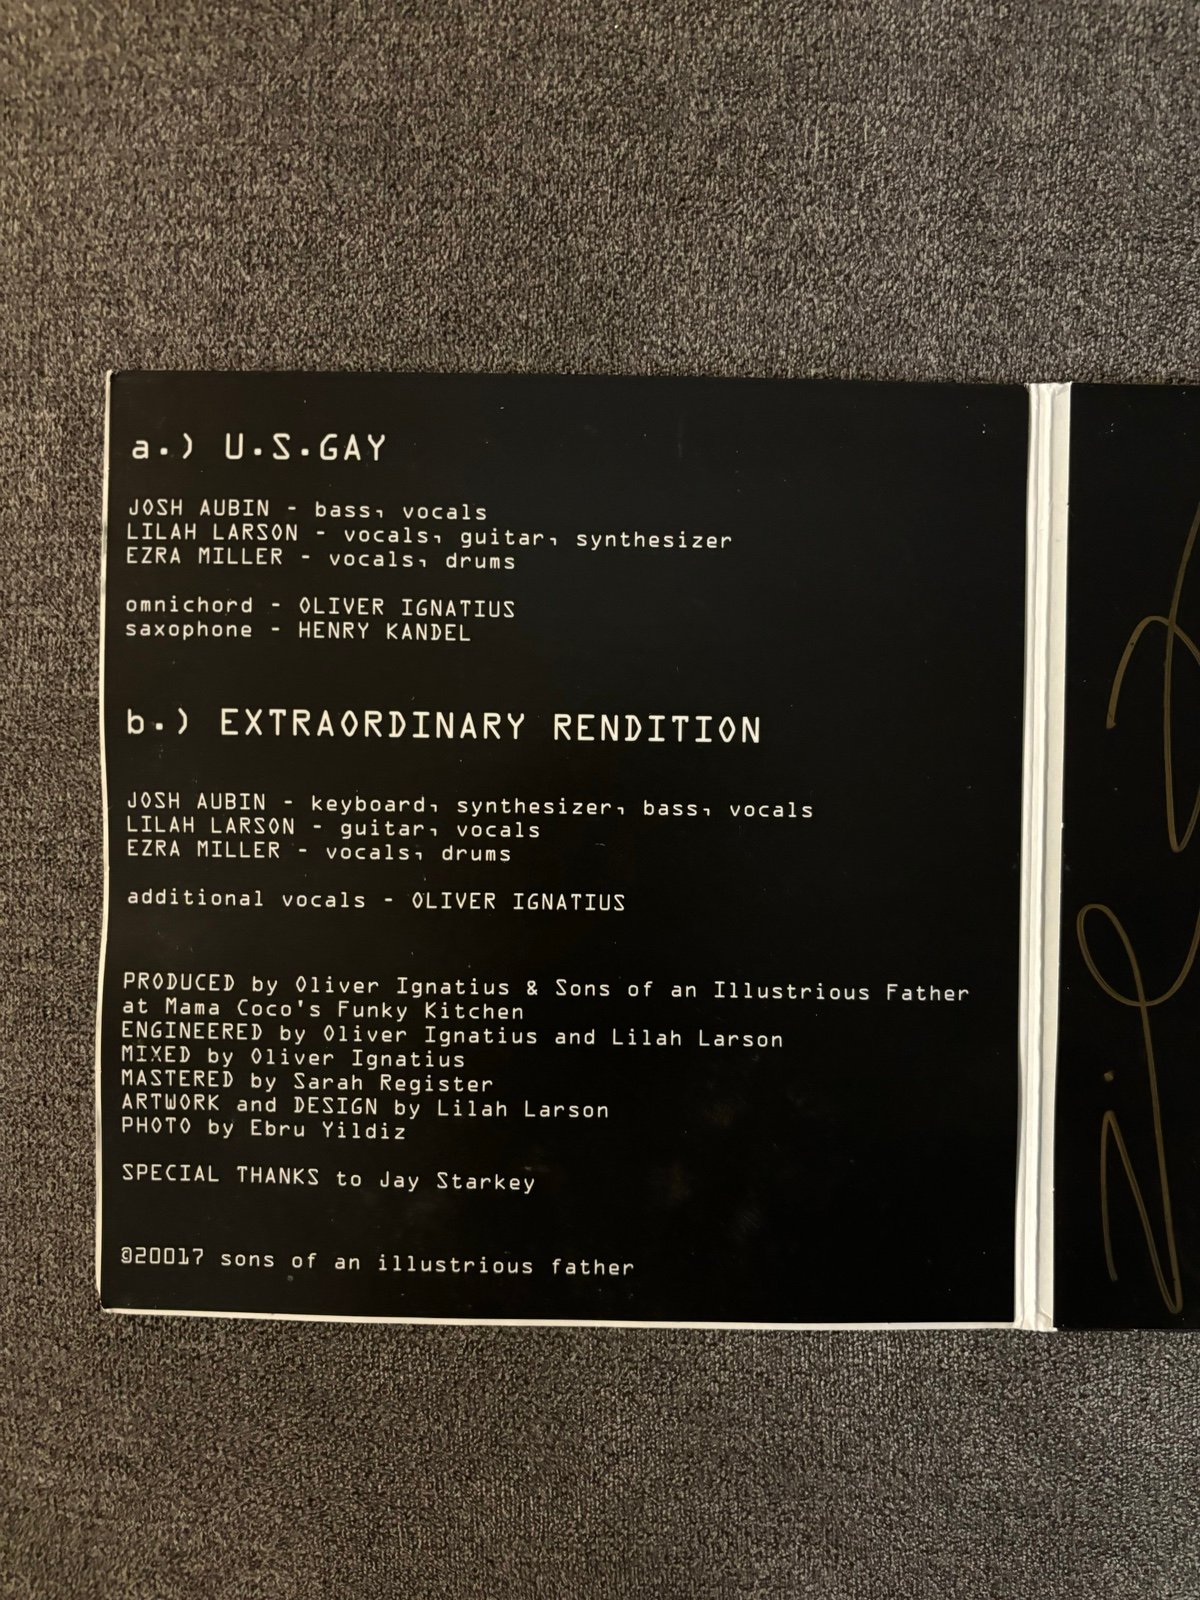 a.) U.S.GAY
JOSH AUBIN - bass, vocals
LILAH LARSON - vocals, guitar, synthesizer
EZRA MILLER - vocals, drums
omnichord - OLIVER IGNATIUS
saxophone - HENRY KANDEL
b.) EXTRAORDINARY RENDITION
JOSH AUBIN - keyboard, synthesizer, bass, vocals
LILAH LARSON - guitar, vocals
EZRA MILLER - vocals, drums
additional vocals - OLIVER IGNATIUS
PRODUCED by Oliver Ignatius & Sons of an Illustrious Father
at Mama Coco's Funky Kitchen
ENGINEERED by Oliver Ignatius and Lilah Larson
MIXED by Oliver Ignatius
MASTERED by Sarah Register
ARTWORK and DESIGN by Lilah Larson
PHOTO by Ebru Yildiz
SPECIAL THANKS to Jay Starkey
©20017 sons of an illustrious father